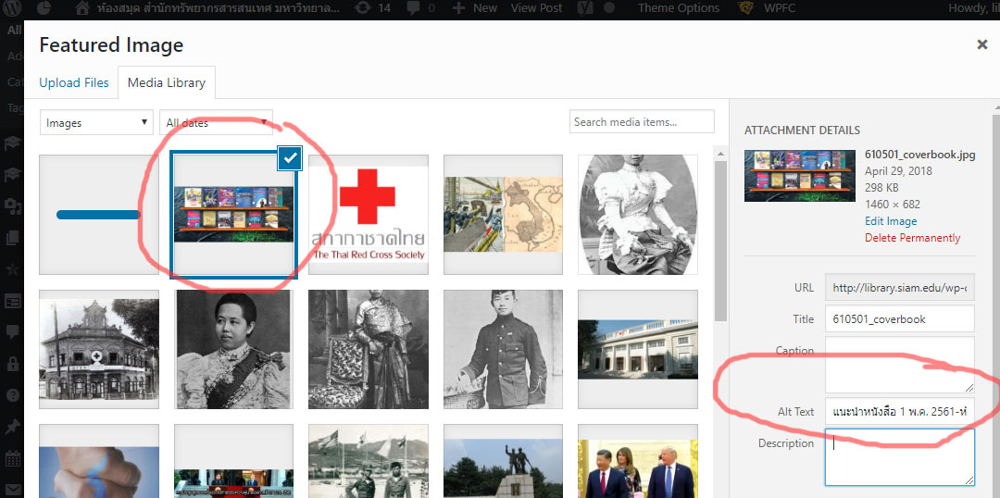 ห้องสมุด สำนักทรัพยากรสารสนเทศ มหาวิทยาล...
14
0
New
View Post
Theme Options
WPFC
Howdy, lil
All
Featured Image
Upload Files
Media Library
Images
All dates
Search media items...
สภากาชาดไทย
The Thai Red Cross Society
ATTACHMENT DETAILS
610501_coverbook.jpg
April 29, 2018
298 KB
1460 × 682
Edit Image
Delete Permanently
URL
http://library.siam.edu/wp-c
Title
610501_coverbook
Caption
Alt Text
แนะนำหนังสือ 1 พ.ค. 2561-ห้
Description